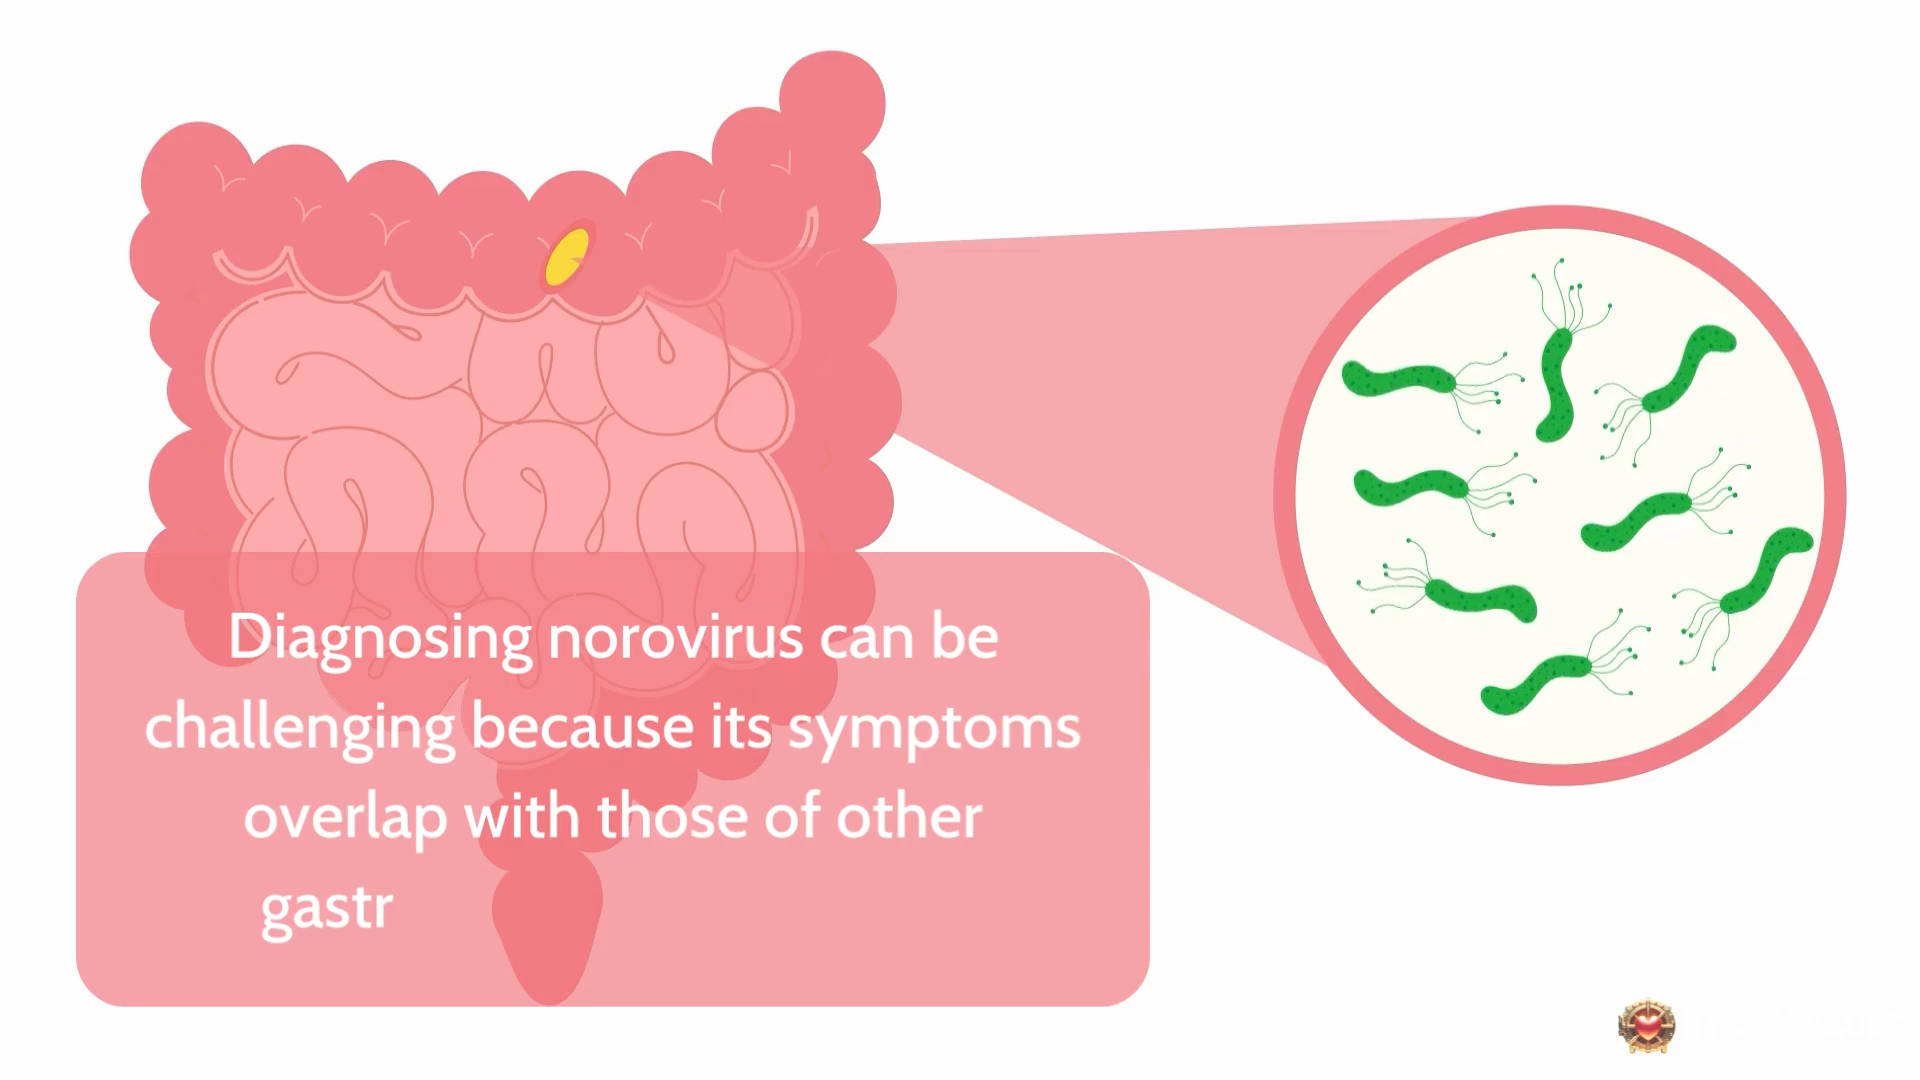 Diagnosing norovirus can be
challenging because its symptoms
overlap with those of other
gastr